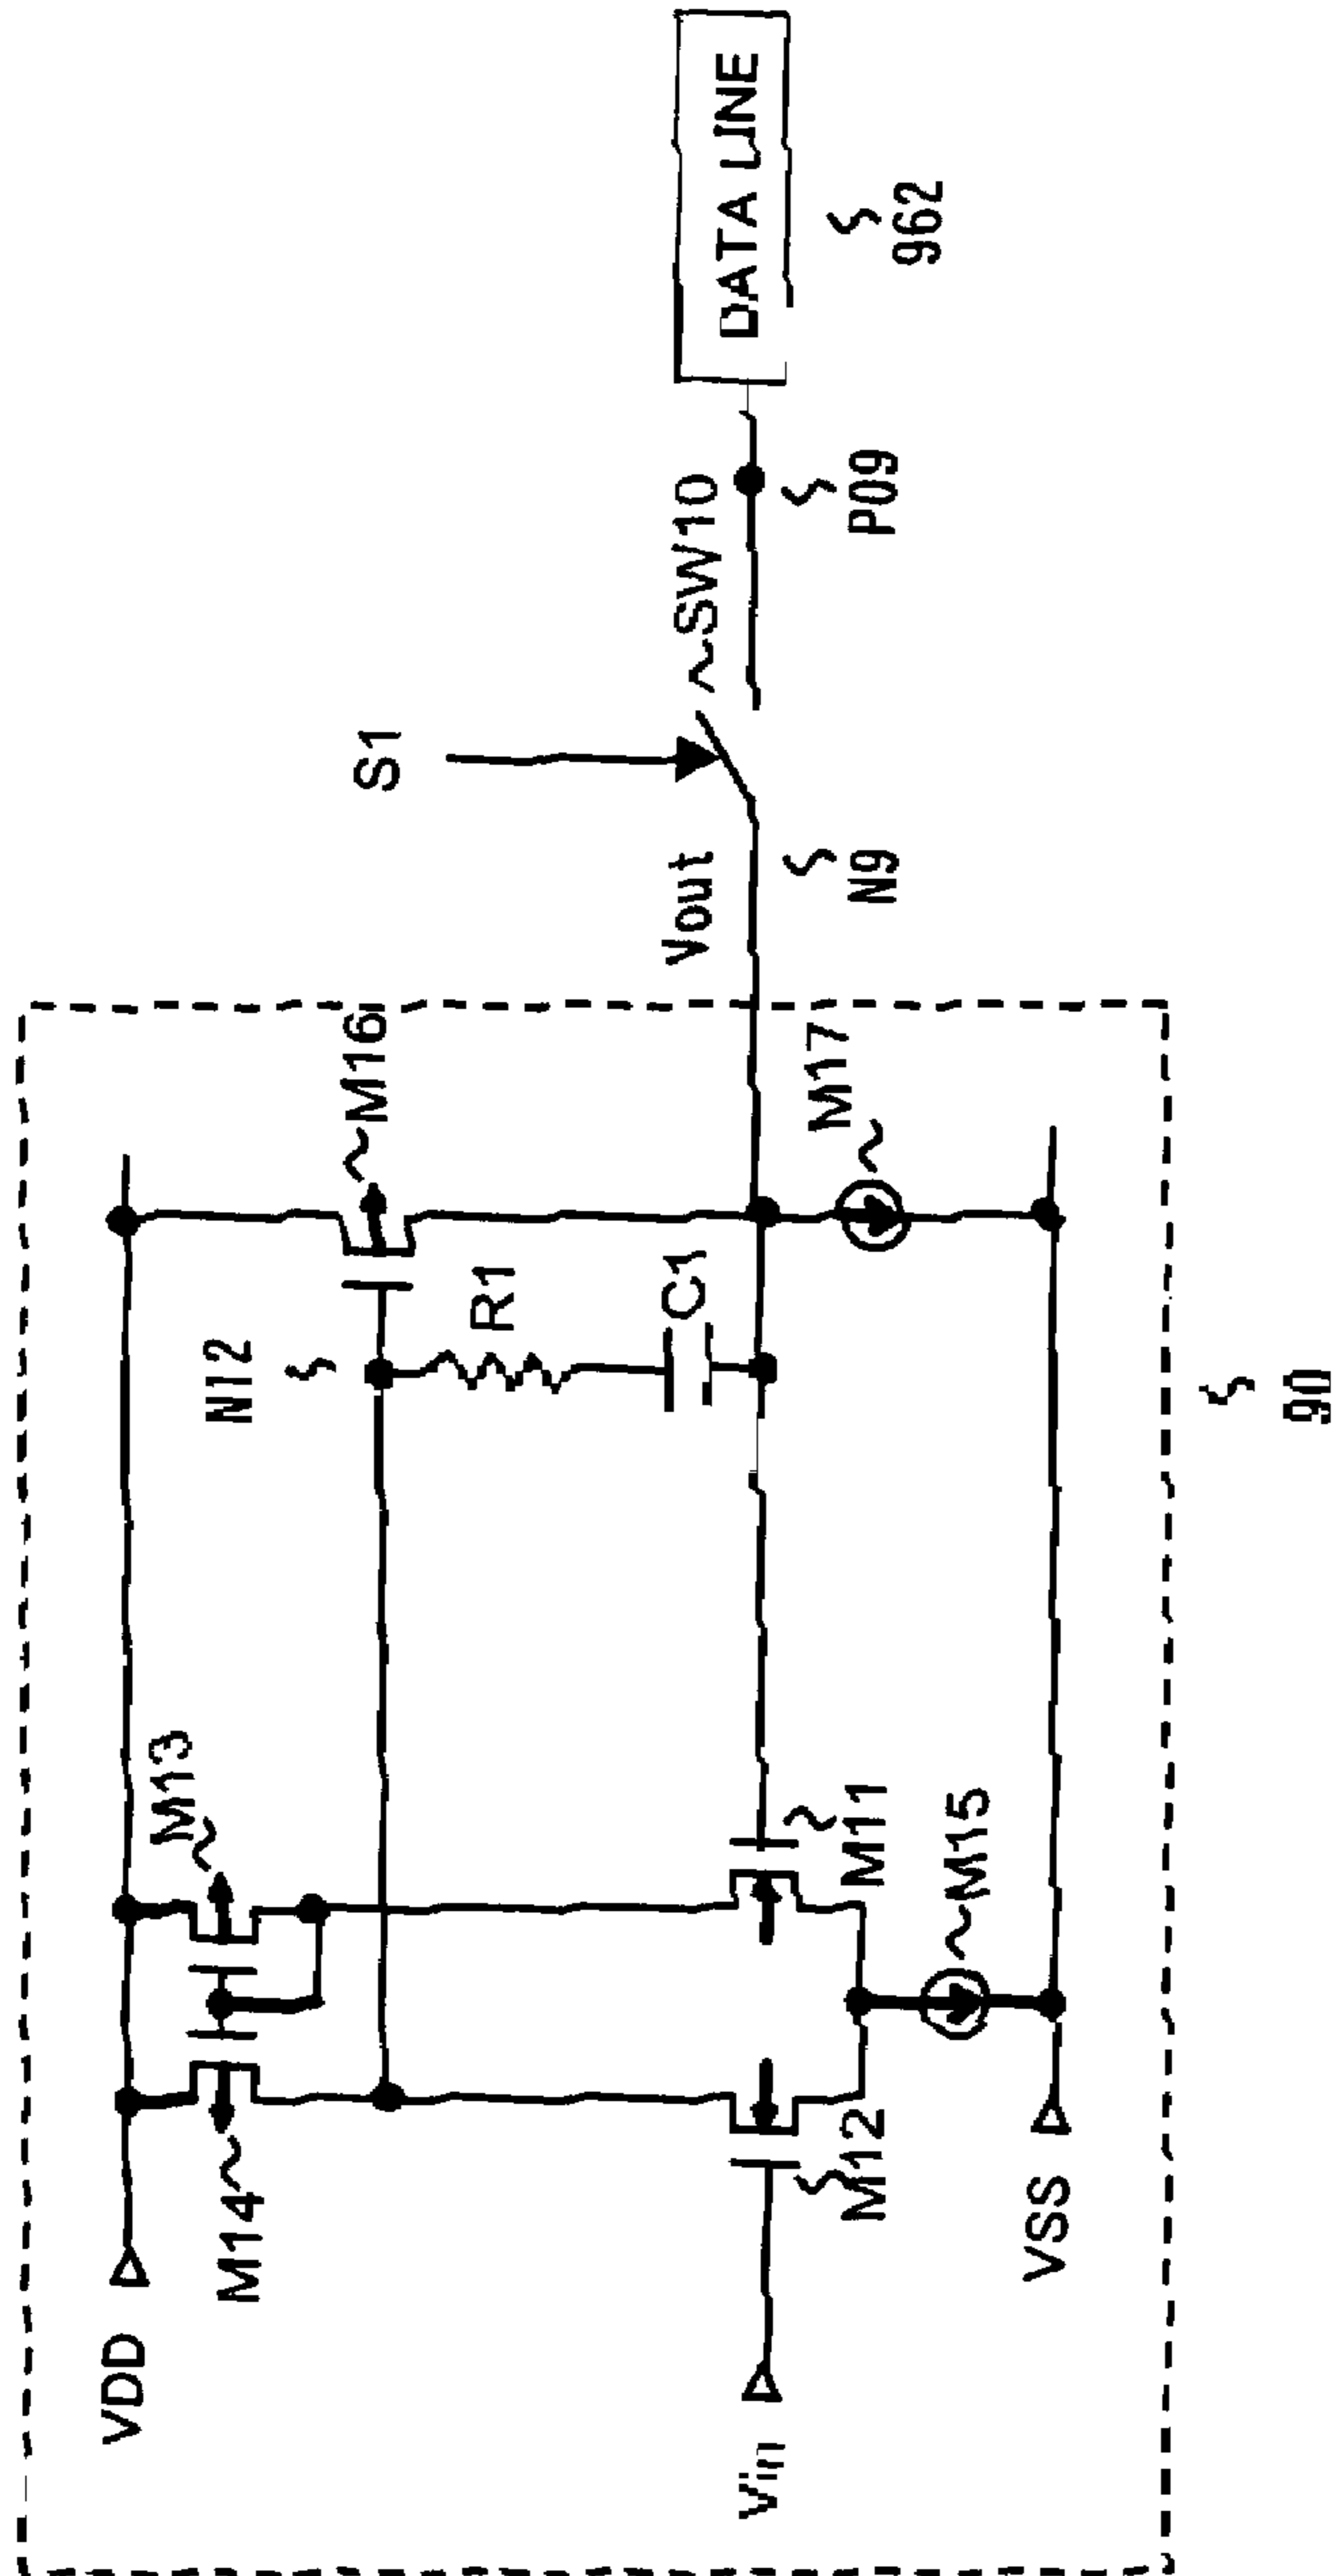 VDD
M14
M13
N12
M16
R1
C1
Vin
M12
M11
M15
M17
VSS
90
Vout
N9
S1
SW10
P09
DATA LINE
962